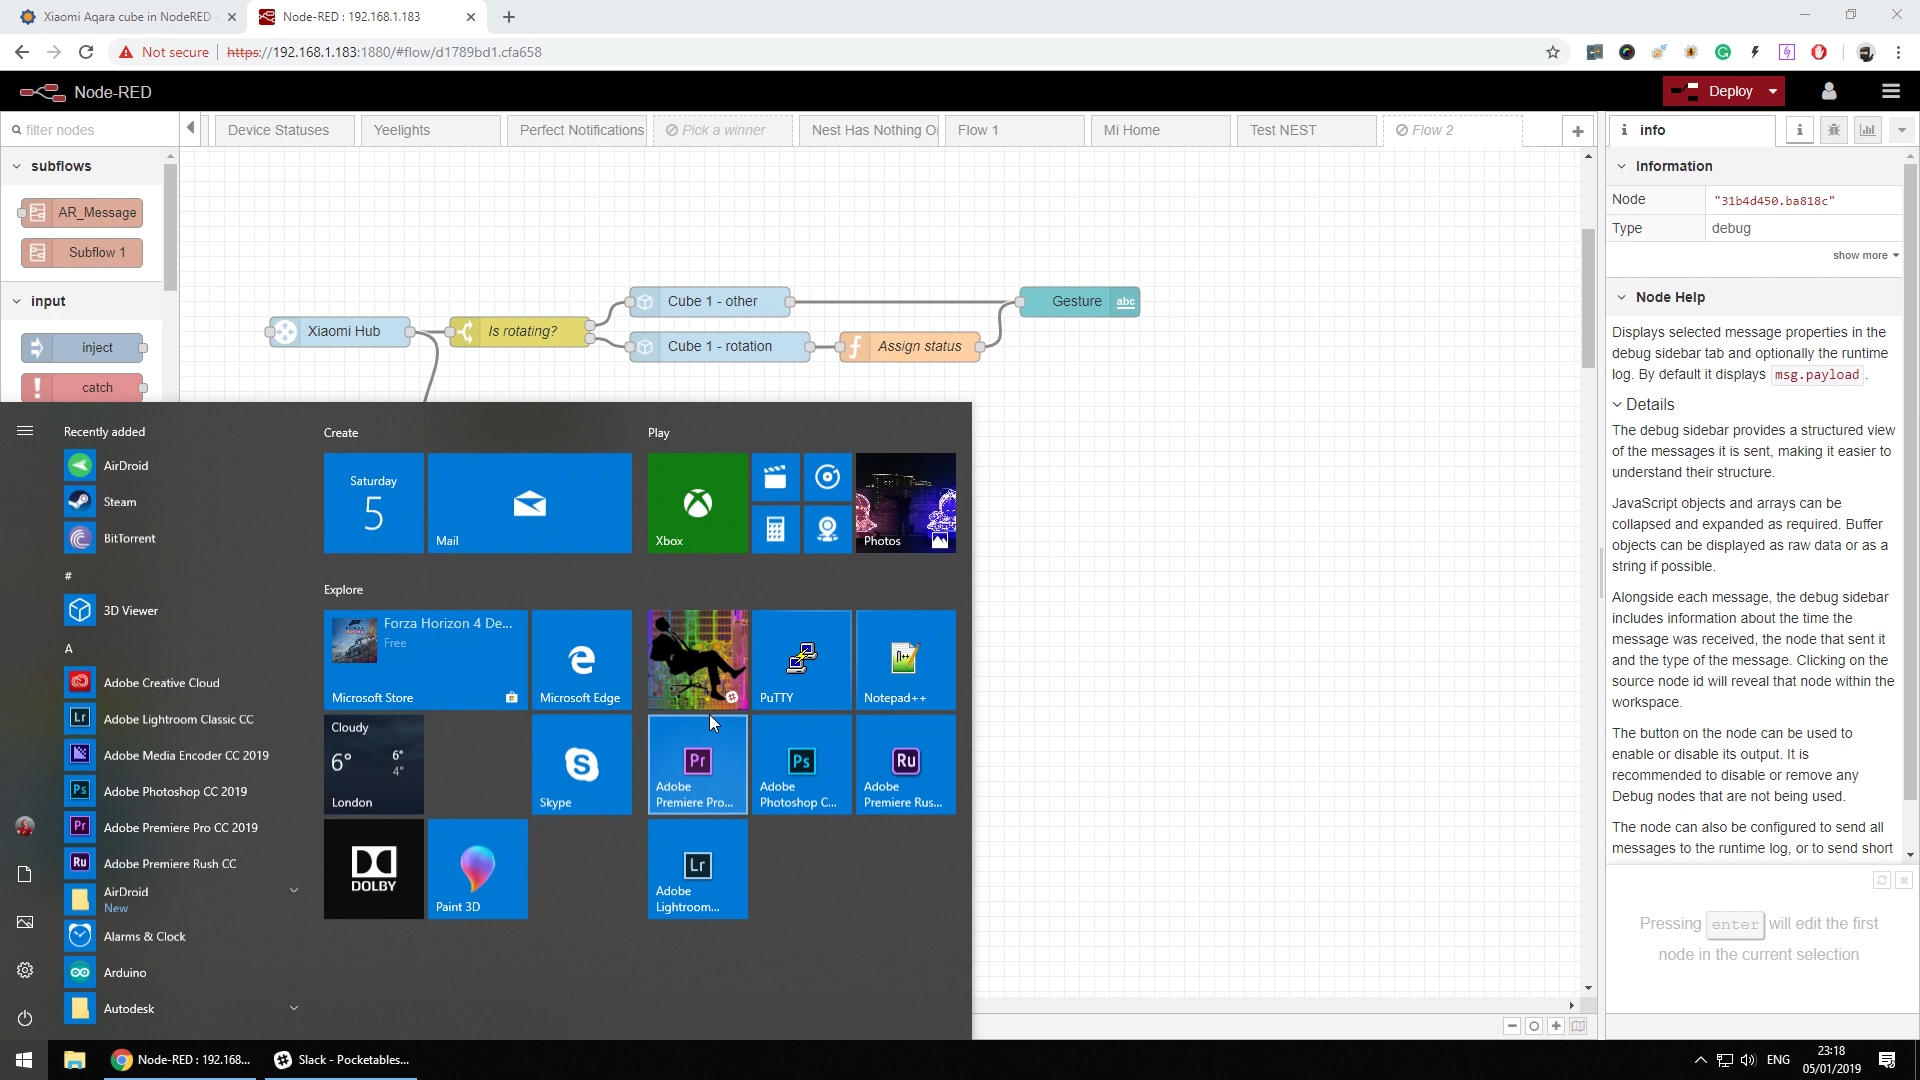 Xiaomi Aqara cube in NodeRED
Node-RED : 192.168.1.183
Not secure
https://192.168.1.183:1880/#flow/d1789bd1.cfa658
Node-RED
Deploy
filter nodes
Device Statuses
Yeelights
Perfect Notifications
Pick a winner
Nest Has Nothing O
Flow 1
Mi Home
Test NEST
Flow 2
info
subflows
AR_Message
Subflow 1
input
inject
catch
Xiaomi Hub
Is rotating?
Cube 1 - other
Cube 1 - rotation
Assign status
Gesture
abc
Information
Node
"31b4d450.ba818c"
Type
debug
show more
Node Help
Displays selected message properties in the
debug sidebar tab and optionally the runtime
log. By default it displays msg.payload.
Details
The debug sidebar provides a structured view
of the messages it is sent, making it easier to
understand their structure.
JavaScript objects and arrays can be
collapsed and expanded as required. Buffer
objects can be displayed as raw data or as a
string if possible.
Alongside each message, the debug sidebar
includes information about the time the
message was received, the node that sent it
and the type of the message. Clicking on the
source node id will reveal that node within the
workspace.
The button on the node can be used to
enable or disable its output. It is
recommended to disable or remove any
Debug nodes that are not being used.
The node can also be configured to send all
messages to the runtime log, or to send short
Pressing enter will edit the first
node in the current selection
Recently added
AirDroid
Steam
BitTorrent
#
3D Viewer
A
Adobe Creative Cloud
Adobe Lightroom Classic CC
Adobe Media Encoder CC 2019
Adobe Photoshop CC 2019
Adobe Premiere Pro CC 2019
Adobe Premiere Rush CC
AirDroid
New
Alarms & Clock
Arduino
Autodesk
Create
Saturday
5
Mail
Play
Xbox
Photos
Explore
Forza Horizon 4 De...
Free
Microsoft Store
Microsoft Edge
PuTTY
Notepad++
Cloudy
6°
6°
4°
London
Skype
Pr
Adobe
Premiere Pro...
Ps
Adobe
Photoshop C...
Ru
Adobe
Premiere Rus...
DOLBY
Paint 3D
Lr
Adobe
Lightroom...
Node-RED : 192.168...
Slack - Pocketables...
ENG
23:18
05/01/2019